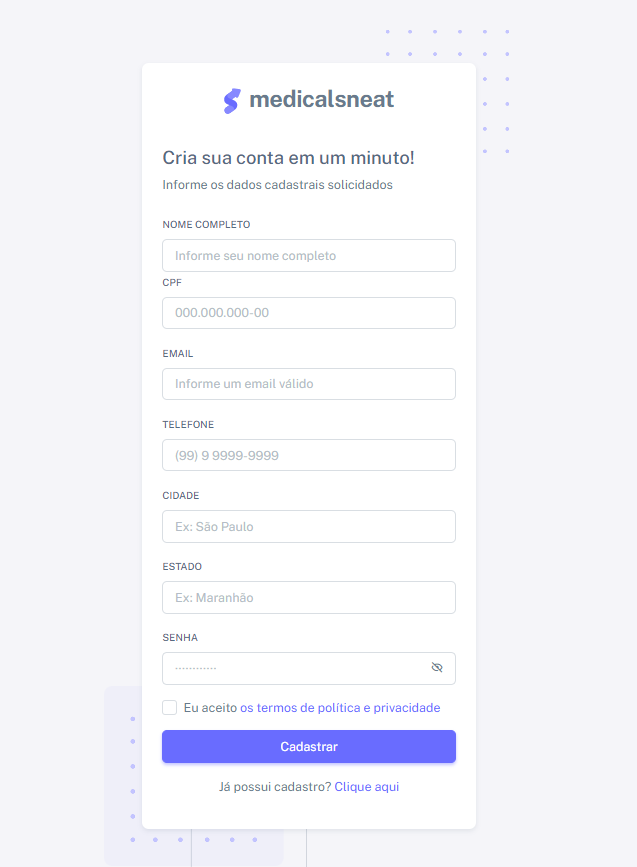 medicalsneat
Cria sua conta em um minuto!
Informe os dados cadastrais solicidados
NOME COMPLETO
Informe seu nome completo
CPF
000.000.000-00
EMAIL
Informe um email válido
TELEFONE
(99) 9 9999-9999
CIDADE
Ex: São Paulo
ESTADO
Ex: Maranhão
SENHA
············
Eu aceito os termos de política e privacidade
Cadastrar
Já possui cadastro? Clique aqui